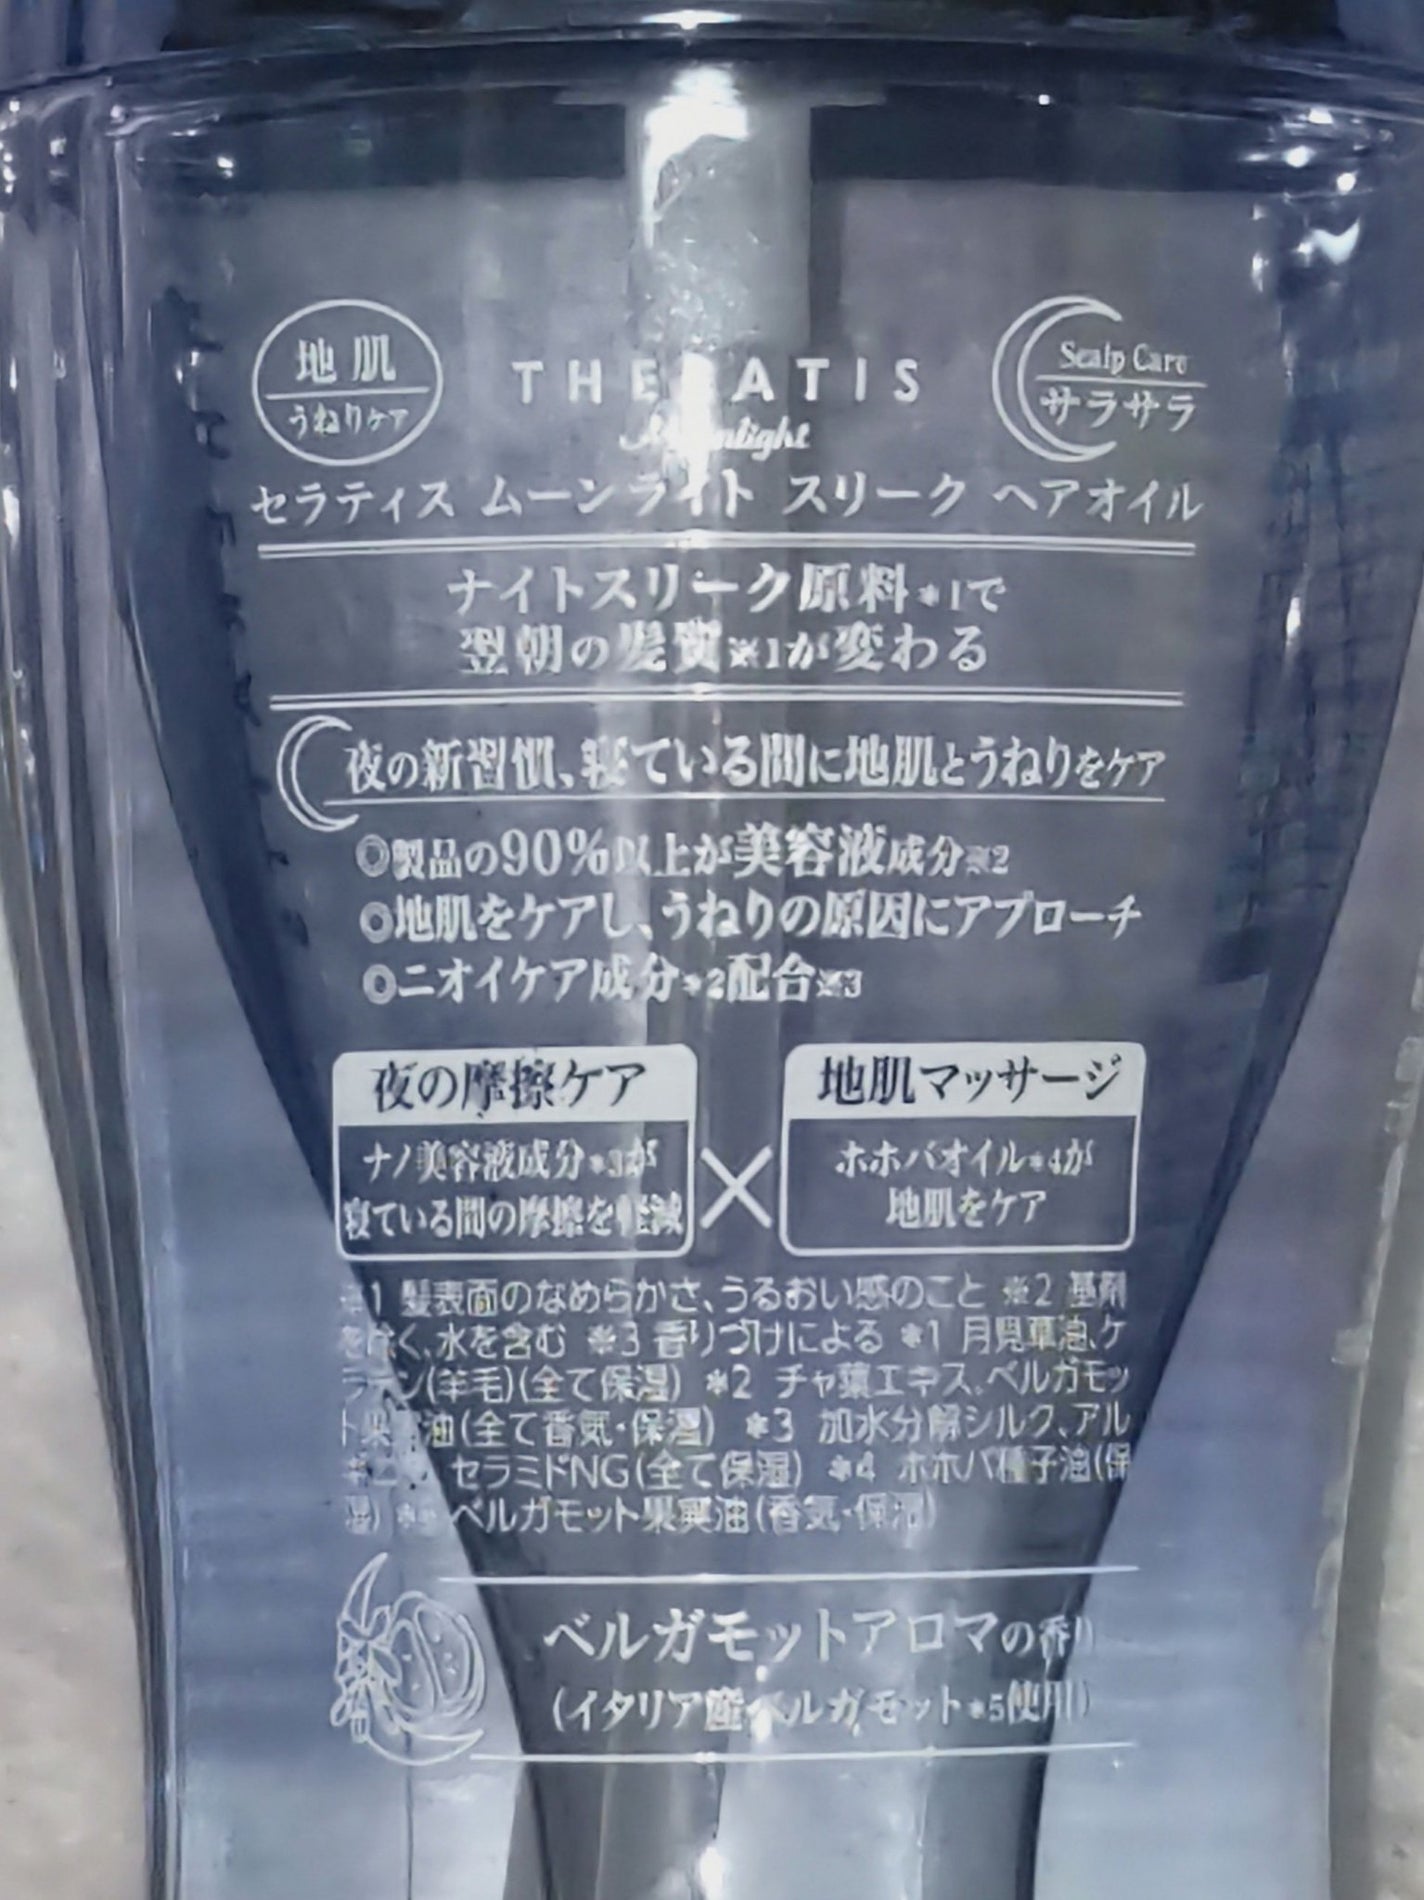 地肌
うねりケア
THE ATIS
Moonlight
Scalp Care
サラサラ
セラティス ムーンライト スリーク ヘアオイル
ナイトスリーク原料*1で
翌朝の髪質※1が変わる
夜の新習慣、寝ている間に地肌とうねりをケア
◎製品の90%以上が美容液成分※2
◎地肌をケアし、うねりの原因にアプローチ
◎ニオイケア成分*2配合※3
夜の摩擦ケア
ナノ美容液成分*3が
寝ている間の摩擦を軽減
×
地肌マッサージ
ホホバオイル*4が
地肌をケア
※1 髪表面のなめらかさ、うるおい感のこと ※2 基剤
を除く、水を含む ※3 香りづけによる *1 月見草油、ケ
ラチン(羊毛)(全て保湿) *2 チャ葉エキス、ベルガモッ
ト果実油(全て香気・保湿) *3 加水分解シルク、アル
セラミドNG(全て保湿) *4 ホホバ種子油(保
湿) ベルガモット果実油(香気・保湿)
ベルガモットアロマの香り
(イタリア産ベルガモット*5使用)